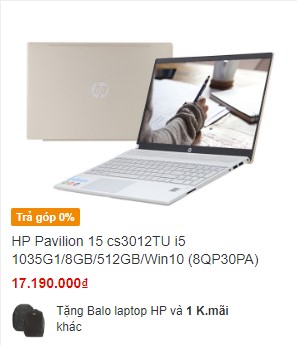 hp
Trả góp 0%
HP Pavilion 15 cs3012TU i5
1035G1/8GB/512GB/Win10 (8QP30PA)
17.190.000₫
Tặng Balo laptop HP và 1 K.mãi
khác